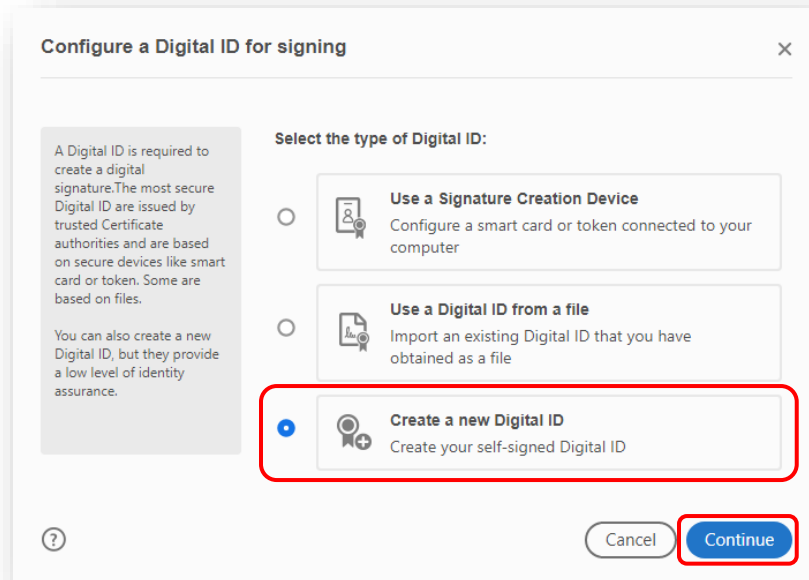 Configure a Digital ID for signing
A Digital ID is required to
create a digital
signature.The most secure
Digital ID are issued by
trusted Certificate
authorities and are based
on secure devices like smart
card or token. Some are
based on files.
You can also create a new
Digital ID, but they provide
a low level of identity
assurance.
Select the type of Digital ID:
Use a Signature Creation Device
Configure a smart card or token connected to your
computer
Use a Digital ID from a file
Import an existing Digital ID that you have
obtained as a file
Create a new Digital ID
Create your self-signed Digital ID
?
Cancel
Continue